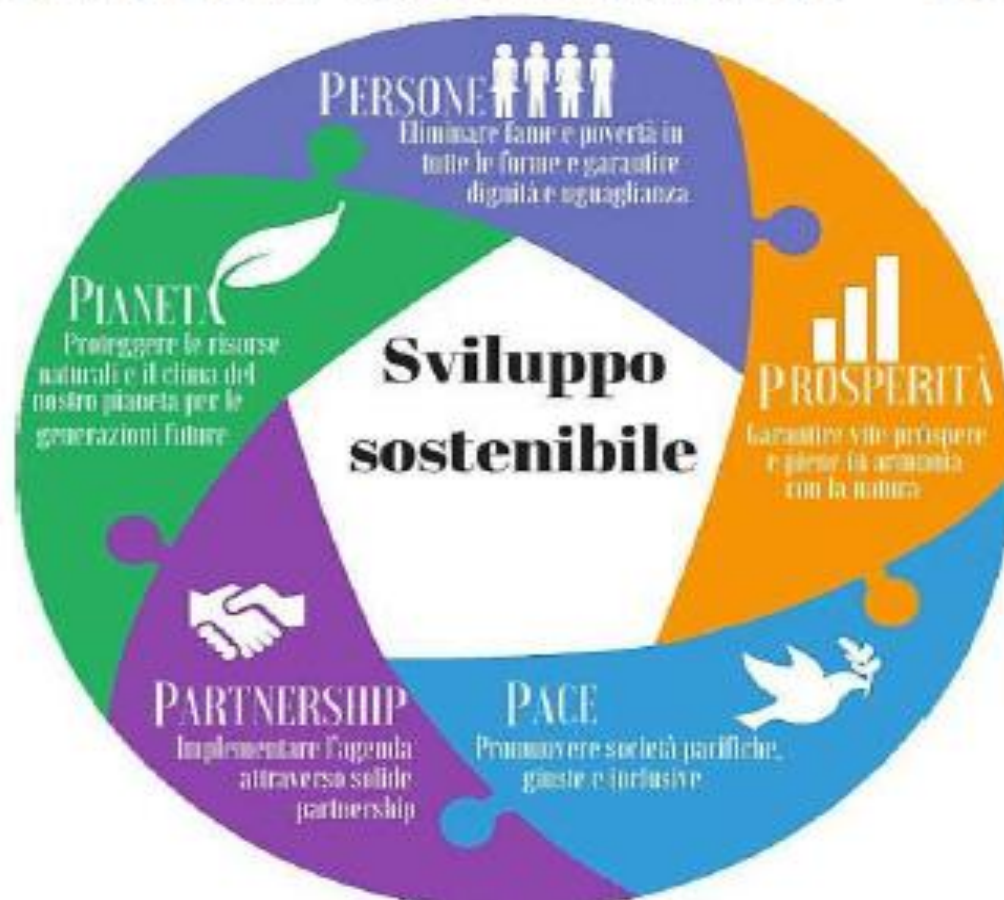 PERSONE
Eliminare fame e povertà in
tutte le forme e garantire
dignità e uguaglianza
PIANETA
Proteggere le risorse
naturali e il clima del
nostro pianeta per le
generazioni future
Sviluppo
sostenibile
PROSPERITÀ
Garantire vite prospere
e piene in armonia
con la natura
PARTNERSHIP
Implementare l'agenda
attraverso solide
partnership
PACE
Promuovere società pacifiche,
giuste e inclusive